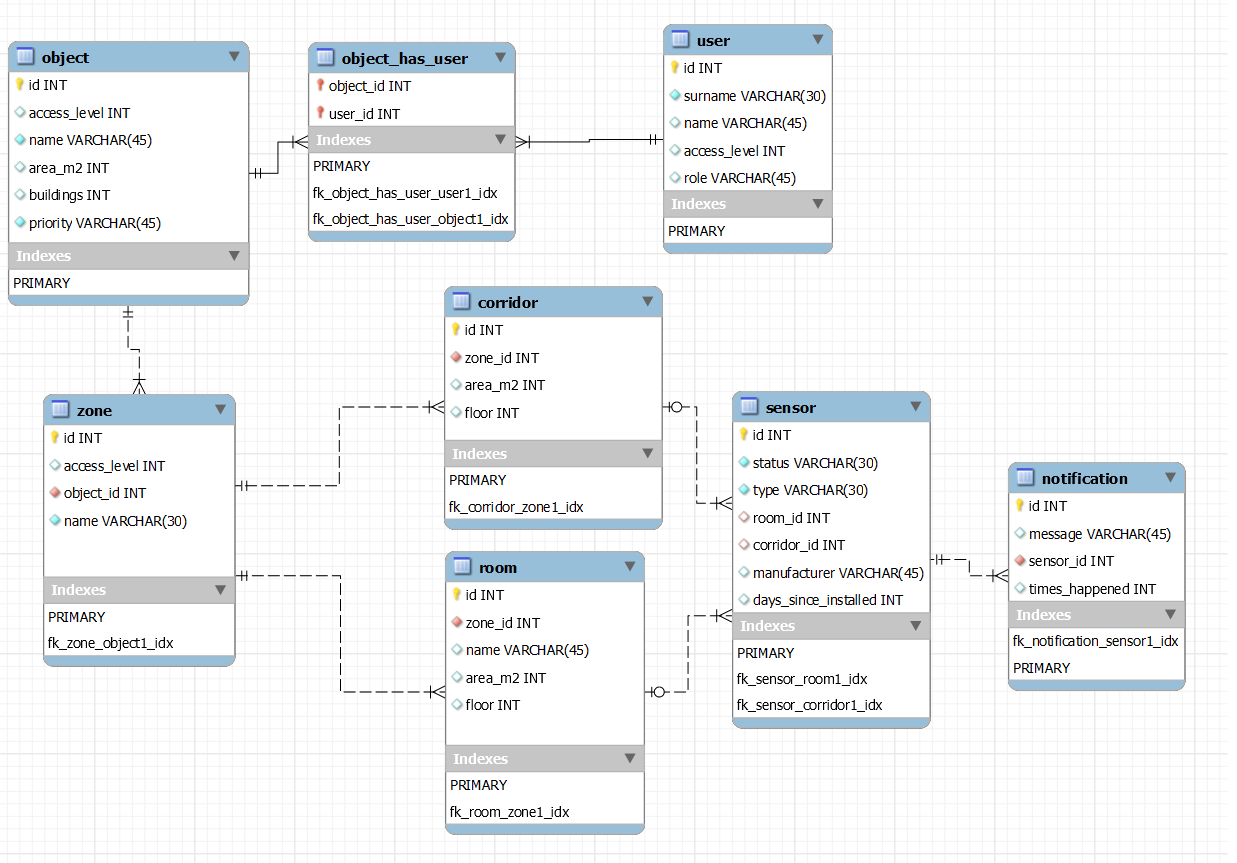 object
id INT
access_level INT
name VARCHAR(45)
area_m2 INT
buildings INT
priority VARCHAR(45)
Indexes
PRIMARY
object_has_user
object_id INT
user_id INT
Indexes
PRIMARY
fk_object_has_user_user1_idx
fk_object_has_user_object1_idx
user
id INT
surname VARCHAR(30)
name VARCHAR(45)
access_level INT
role VARCHAR(45)
Indexes
PRIMARY
zone
id INT
access_level INT
object_id INT
name VARCHAR(30)
Indexes
PRIMARY
fk_zone_object1_idx
corridor
id INT
zone_id INT
area_m2 INT
floor INT
Indexes
PRIMARY
fk_corridor_zone1_idx
room
id INT
zone_id INT
name VARCHAR(45)
area_m2 INT
floor INT
Indexes
PRIMARY
fk_room_zone1_idx
sensor
id INT
status VARCHAR(30)
type VARCHAR(30)
room_id INT
corridor_id INT
manufacturer VARCHAR(45)
days_since_installed INT
Indexes
PRIMARY
fk_sensor_room1_idx
fk_sensor_corridor1_idx
notification
id INT
message VARCHAR(45)
sensor_id INT
times_happened INT
Indexes
fk_notification_sensor1_idx
PRIMARY